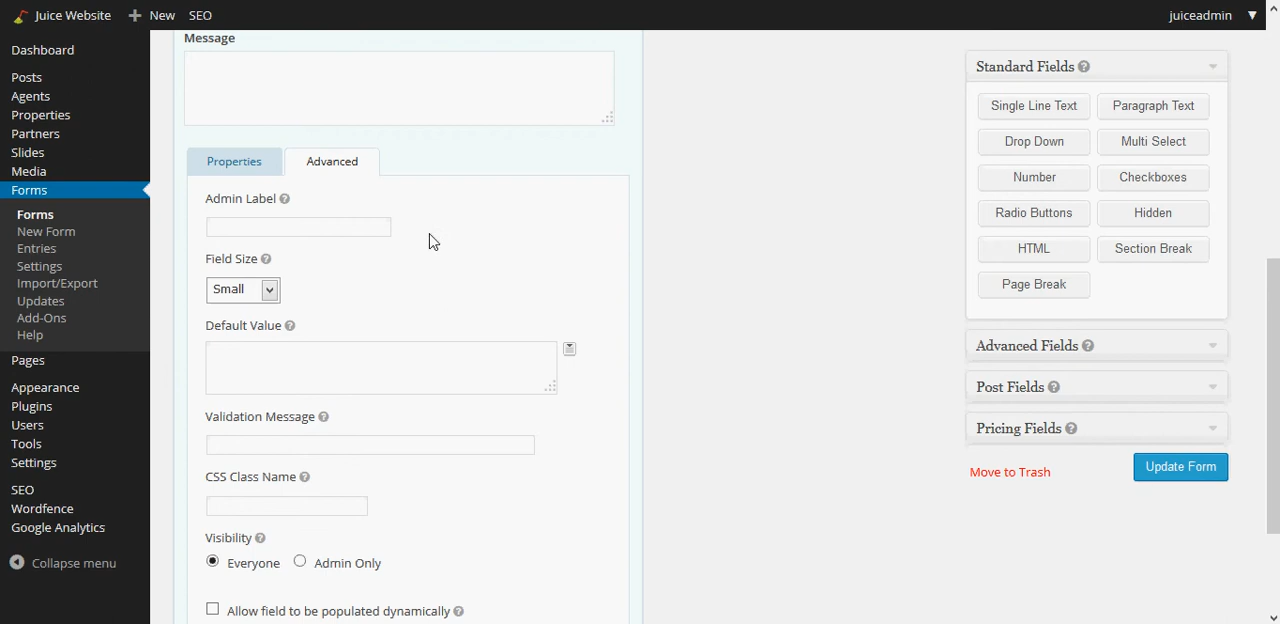 Juice Website New SEO juiceadmin
Dashboard
Posts
Agents
Properties
Partners
Slides
Media
Forms
Forms
New Form
Entries
Settings
Import/Export
Updates
Add-Ons
Help
Pages
Appearance
Plugins
Users
Tools
Settings
SEO
Wordfence
Google Analytics
Collapse menu
Message
Properties Advanced
Admin Label
Field Size
Small
Default Value
Validation Message
CSS Class Name
Visibility
Everyone Admin Only
Allow field to be populated dynamically
Standard Fields
Single Line Text Paragraph Text
Drop Down Multi Select
Number Checkboxes
Radio Buttons Hidden
HTML Section Break
Page Break
Advanced Fields
Post Fields
Pricing Fields
Move to Trash Update Form